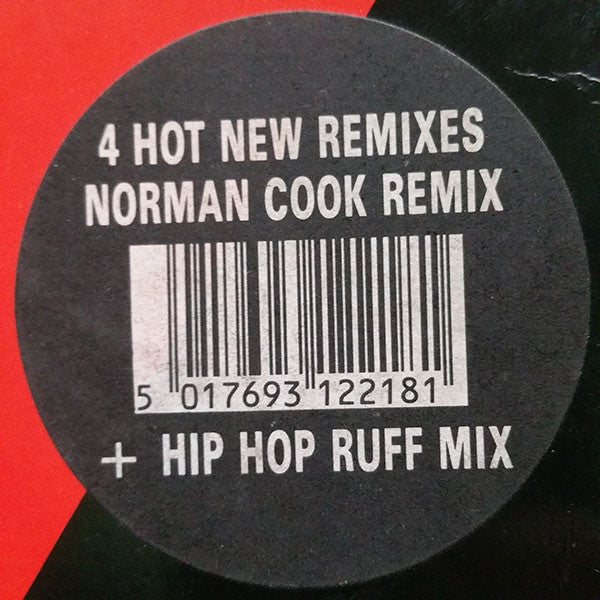 4 HOT NEW REMIXES
NORMAN COOK REMIX
5 017693 122181
+ HIP HOP RUFF MIX